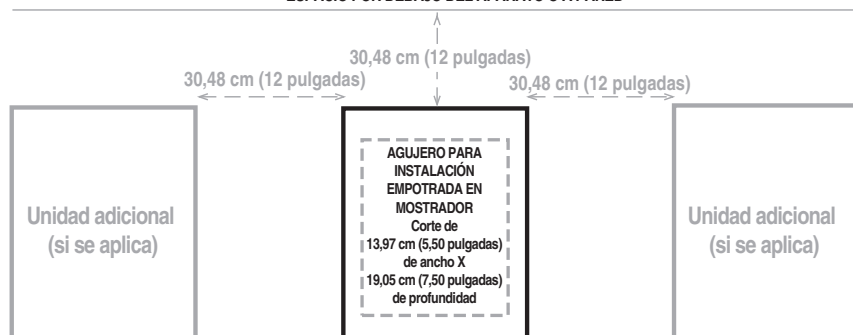 30,48 cm (12 pulgadas)
30,48 cm (12 pulgadas)
30,48 cm (12 pulgadas)
Unidad adicional
(si se aplica)
AGUJERO PARA
INSTALACIÓN
EMPOTRADA EN
MOSTRADOR
Corte de
13,97 cm (5,50 pulgadas)
de ancho X
19,05 cm (7,50 pulgadas)
de profundidad
Unidad adicional
(si se aplica)